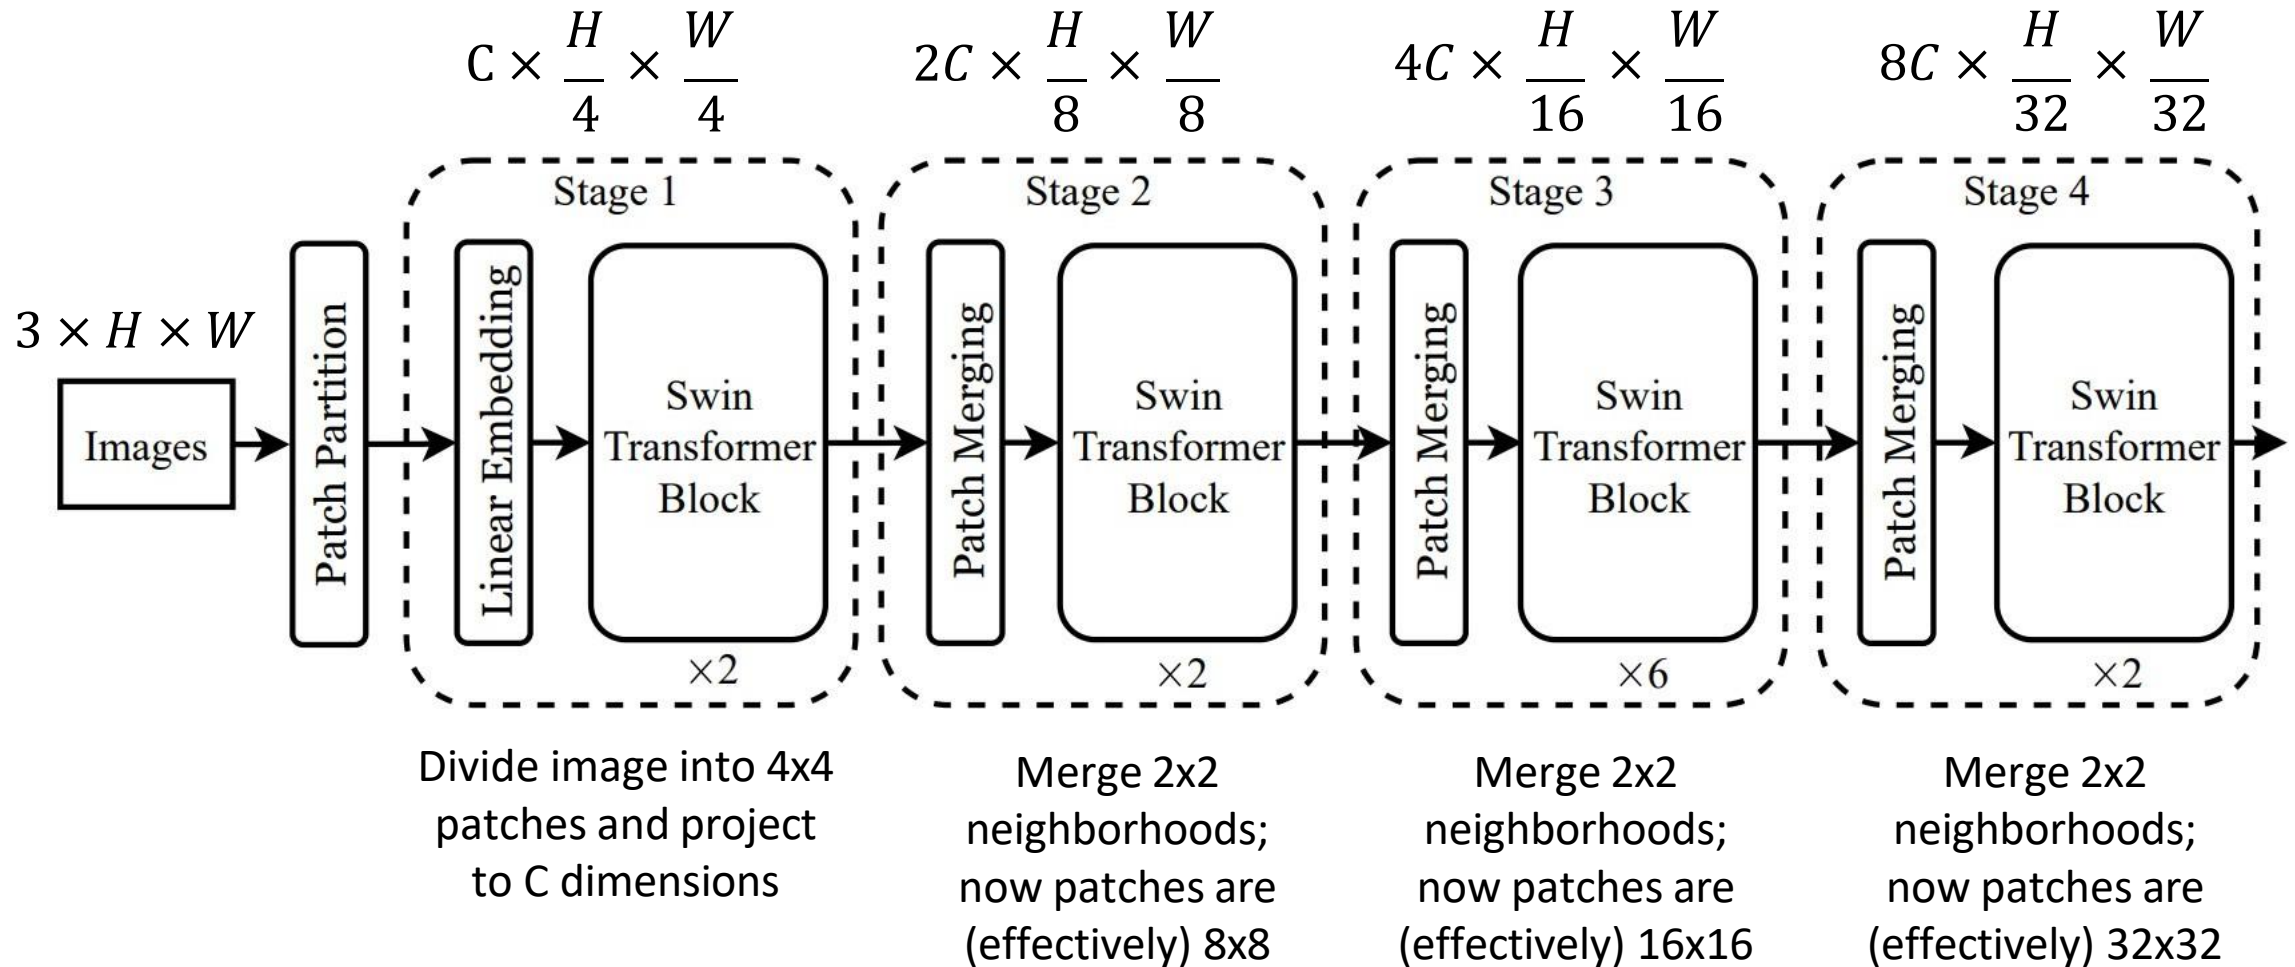 C × H/4 × W/4
2C × H/8 × W/8
4C × H/16 × W/16
8C × H/32 × W/32
3 × H × W
Images
Patch Partition
Stage 1
Linear Embedding
Swin
Transformer
Block
×2
Stage 2
Patch Merging
Swin
Transformer
Block
×2
Stage 3
Patch Merging
Swin
Transformer
Block
×6
Stage 4
Patch Merging
Swin
Transformer
Block
×2
Divide image into 4x4
patches and project
to C dimensions
Merge 2x2
neighborhoods;
now patches are
(effectively) 8x8
Merge 2x2
neighborhoods;
now patches are
(effectively) 16x16
Merge 2x2
neighborhoods;
now patches are
(effectively) 32x32